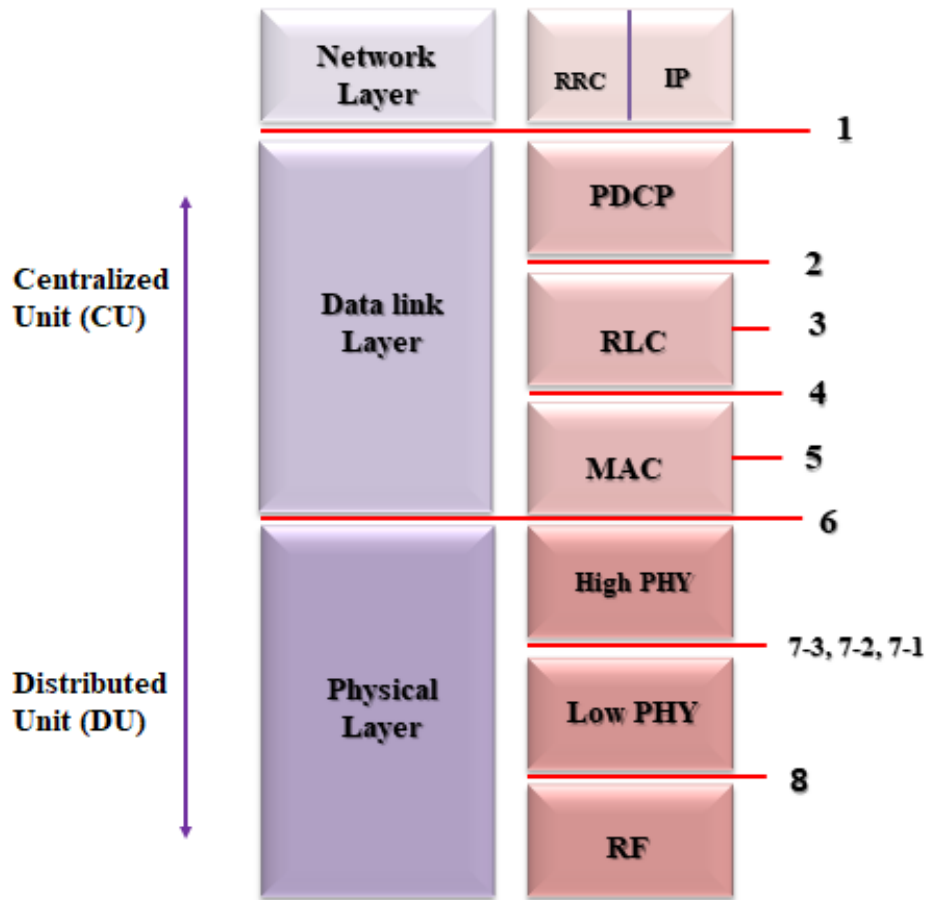 Network
Layer
RRC
IP
1
PDCP
2
Centralized
Unit (CU)
Data link
Layer
RLC
3
4
MAC
5
6
High PHY
7-3, 7-2, 7-1
Distributed
Unit (DU)
Physical
Layer
Low PHY
8
RF